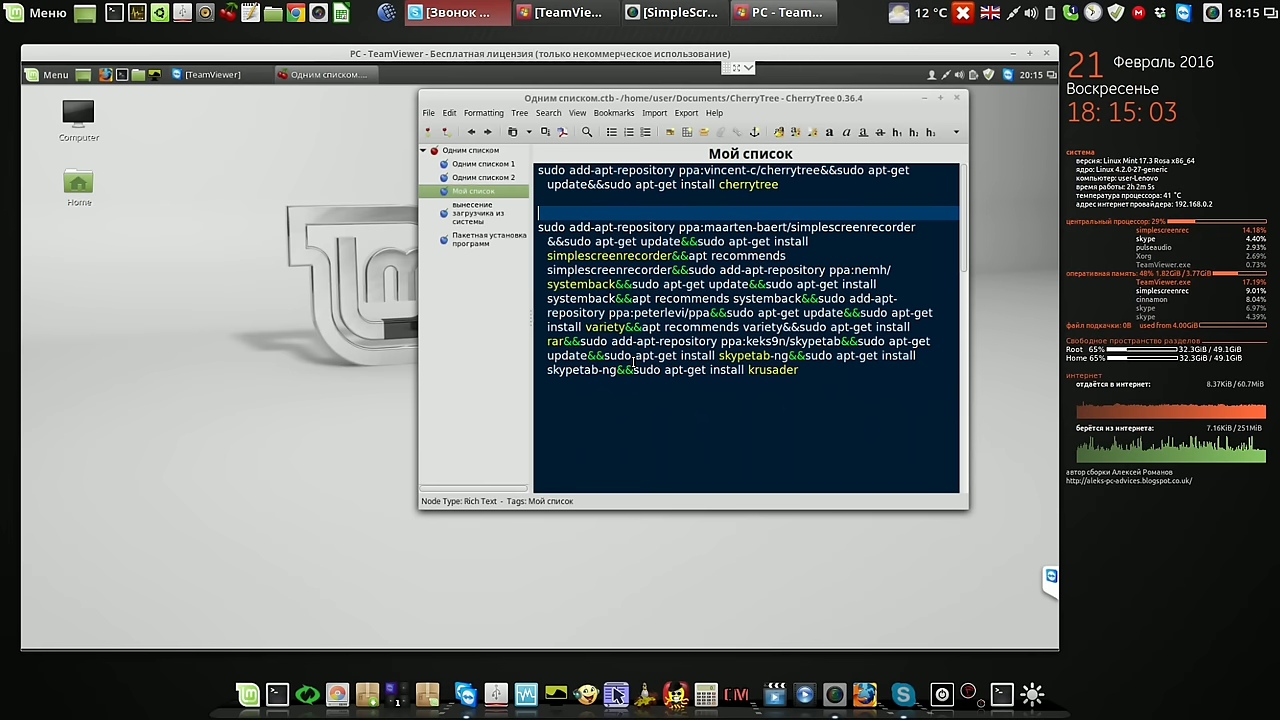 Меню
[Звонок ...
[TeamVie...
[SimpleScr...
PC - Team...
12 °C
18:15
PC - TeamViewer - Бесплатная лицензия (только некоммерческое использование)
Menu
[TeamViewer]
Одним списком....
20:15
Computer
Home
Одним списком.ctb - /home/user/Documents/CherryTree - CherryTree 0.36.4
File Edit Formatting Tree Search View Bookmarks Import Export Help
Одним списком
Одним списком 1
Одним списком 2
Мой список
вынесение
загрузчика из
системы
Пакетная установка
программ
Мой список
sudo add-apt-repository ppa:vincent-c/cherrytree&&sudo apt-get
update&&sudo apt-get install cherrytree
sudo add-apt-repository ppa:maarten-baert/simplescreenrecorder
&&sudo apt-get update&&sudo apt-get install
simplescreenrecorder&&apt recommends
simplescreenrecorder&&sudo add-apt-repository ppa:nemh/
systemback&&sudo apt-get update&&sudo apt-get install
systemback&&apt recommends systemback&&sudo add-apt-
repository ppa:peterlevi/ppa&&sudo apt-get update&&sudo apt-get
install variety&&apt recommends variety&&sudo apt-get install
rar&&sudo add-apt-repository ppa:keks9n/skypetab&&sudo apt-get
update&&sudo apt-get install skypetab-ng&&sudo apt-get install
skypetab-ng&&sudo apt-get install krusader
Node Type: Rich Text - Tags: Мой список
21 Февраль 2016
Воскресенье
18: 15: 03
система
версия: Linux Mint 17.3 Rosa x86_64
ядро: Linux 4.2.0-27-generic
компьютер: user-Lenovo
время работы: 2h 2m 5s
температура процессора: 41 °C
адрес интернет провайдера: 192.168.0.2
центральный процессор: 29%
simplescreenrec 14.18%
skype 4.40%
pulseaudio 2.93%
Xorg 2.69%
TeamViewer.exe 0.73%
оперативная память: 48% 1.82GiB / 3.77GiB
TeamViewer.exe 17.19%
simplescreenrec 9.01%
cinnamon 8.04%
skype 6.97%
skype 4.39%
файл подкачки: 0B used from 4.00GiB
Свободное пространство разделов
Root 65% 32.3GiB / 49.1GiB
Home 65% 32.3GiB / 49.1GiB
интернет
отдаётся в интернет: 8.37KiB / 60.7MiB
берётся из интернета: 7.16KiB / 251MiB
автор сборки Алексей Романов
http://aleks-pc-advices.blogspot.co.uk/